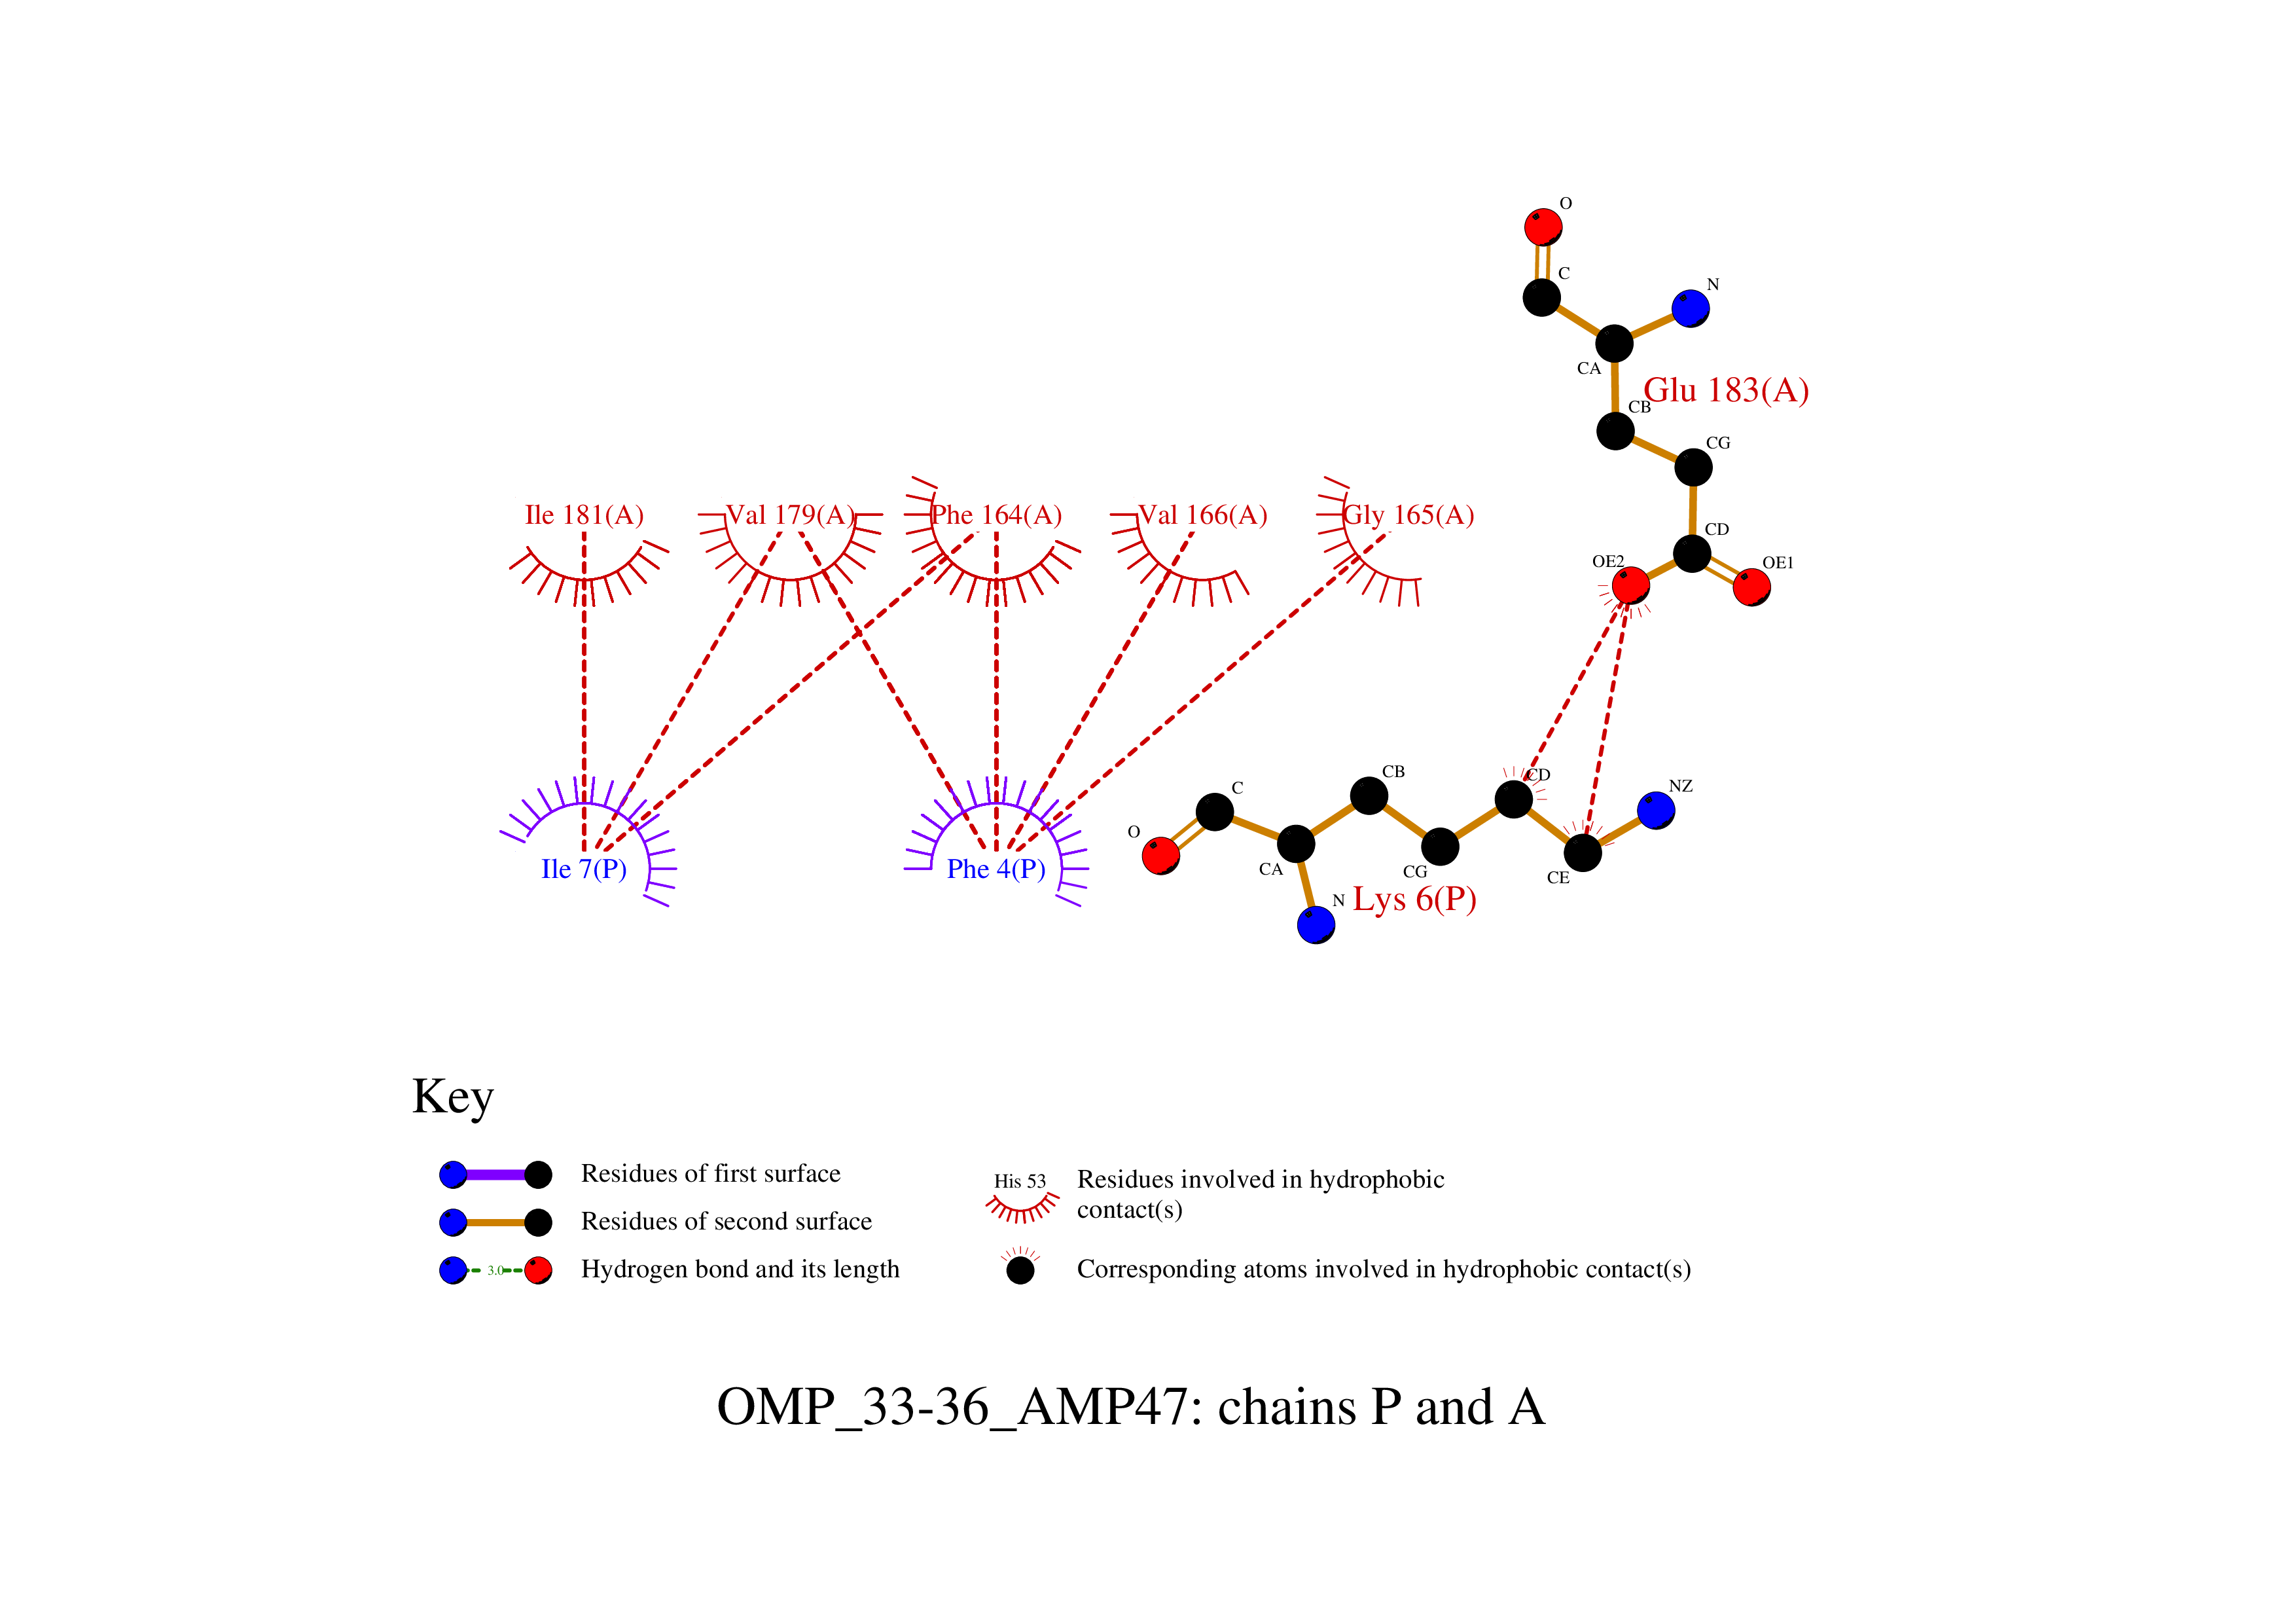 O
C
N
CA
Glu 183(A)
CB
CG
Ile 181(A) Val 179(A) Phe 164(A) Val 166(A) Gly 165(A)
CD
OE2 OE1
CB CD
C NZ
O
Ile 7(P) Phe 4(P) CA CG CE
N Lys 6(P)
Key
Residues of first surface
Residues of second surface
3.0 Hydrogen bond and its length
His 53 Residues involved in hydrophobic
contact(s)
Corresponding atoms involved in hydrophobic contact(s)
OMP_33-36_AMP47: chains P and A